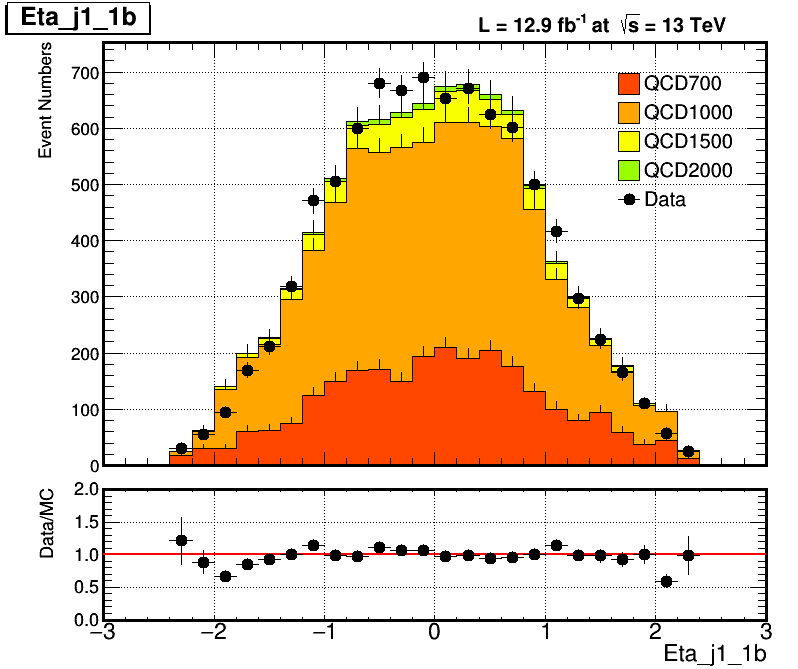 Eta_j1_1b
L = 12.9 fb-1 at √s = 13 TeV
Event Numbers
700
600
500
400
300
200
100
0
QCD700
QCD1000
QCD1500
QCD2000
Data
Data/MC
2.0
1.5
1.0
0.5
0.0
−3 −2 −1 0 1 2 3
Eta_j1_1b